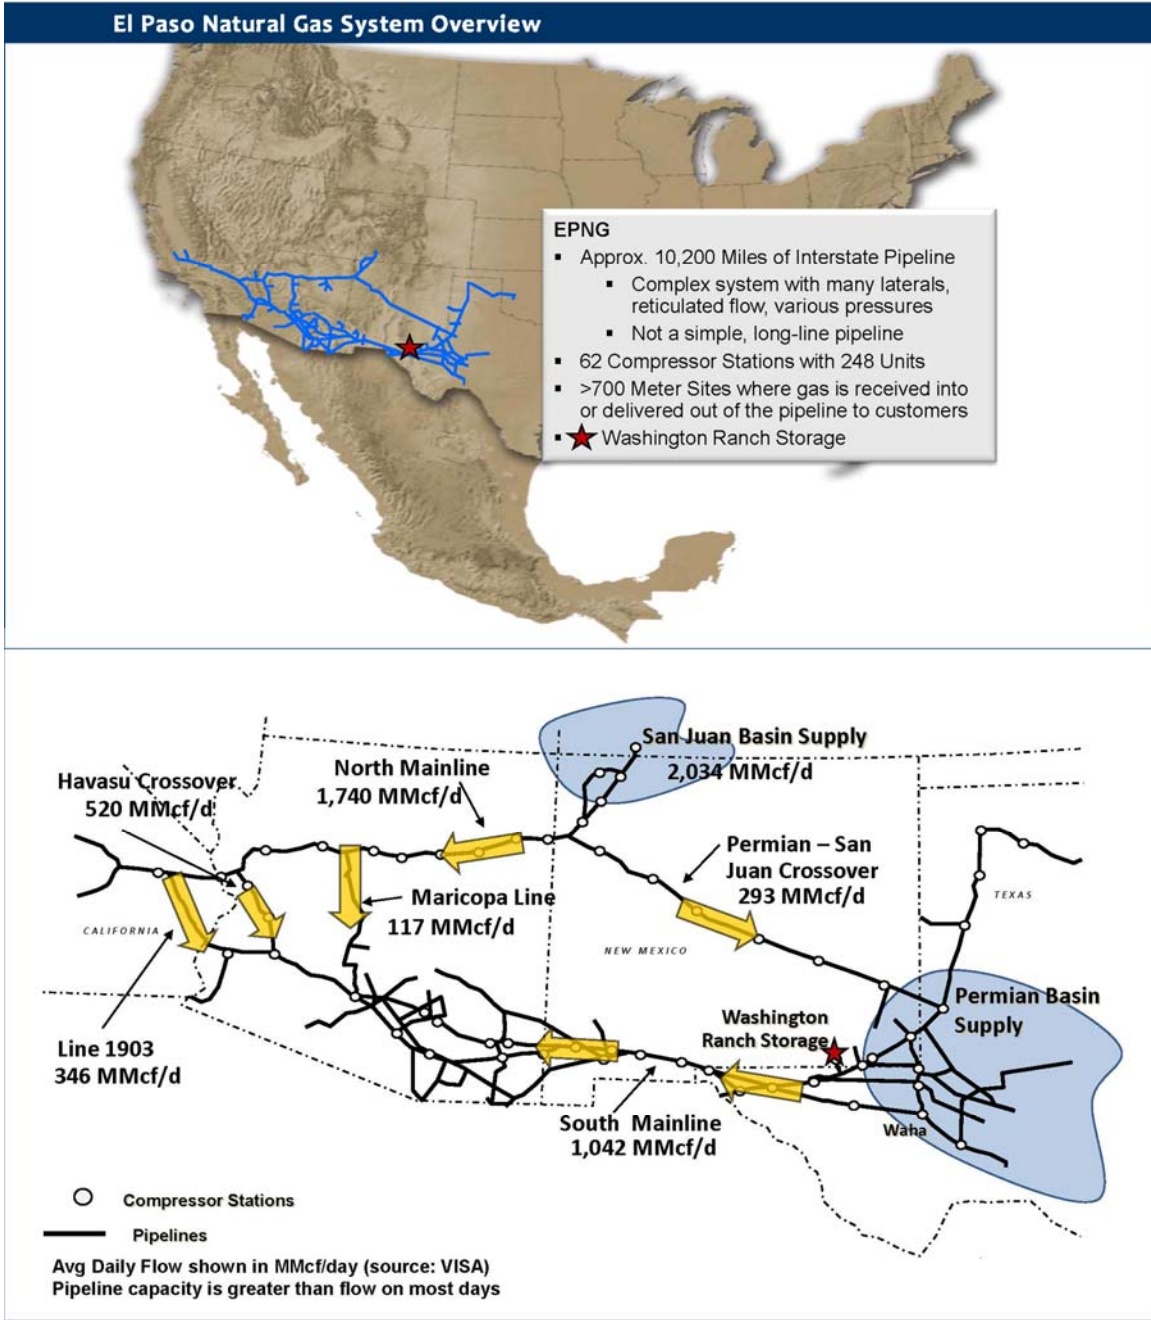 El Paso Natural Gas System Overview
EPNG
▪ Approx. 10,200 Miles of Interstate Pipeline
▪ Complex system with many laterals,
reticulated flow, various pressures
▪ Not a simple, long-line pipeline
▪ 62 Compressor Stations with 248 Units
▪ >700 Meter Sites where gas is received into
or delivered out of the pipeline to customers
▪ Washington Ranch Storage
San Juan Basin Supply
2,034 MMcf/d
North Mainline
1,740 MMcf/d
Havasu Crossover
520 MMcf/d
Permian – San
Juan Crossover
293 MMcf/d
Maricopa Line
117 MMcf/d
TEXAS
CALIFORNIA
NEW MEXICO
Permian Basin
Supply
Washington
Ranch Storage
Line 1903
346 MMcf/d
South Mainline
1,042 MMcf/d
Waha
Compressor Stations
Pipelines
Avg Daily Flow shown in MMcf/day (source: VISA)
Pipeline capacity is greater than flow on most days